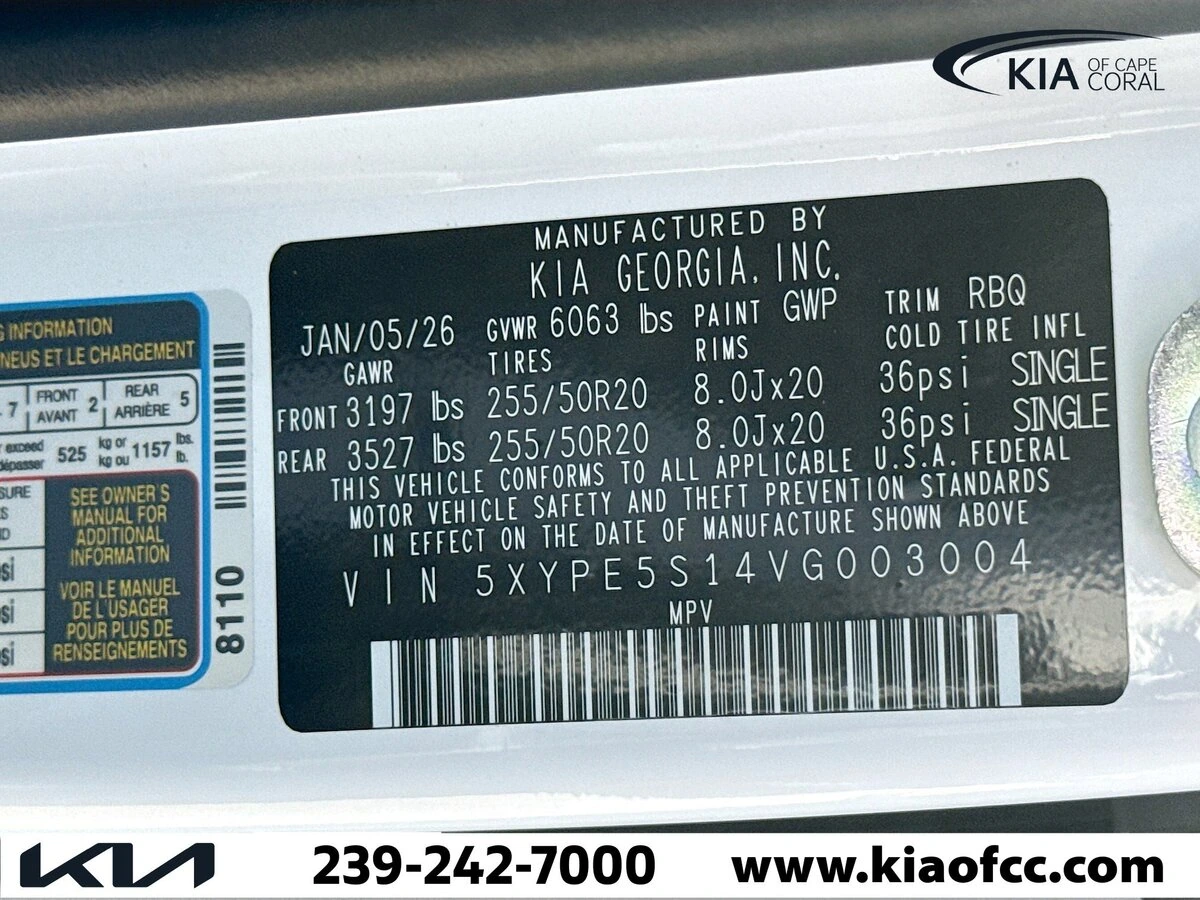 KIA OF CAPE CORAL
MANUFACTURED BY
KIA GEORGIA, INC.
JAN/05/26 GVWR 6063 lbs PAINT GWP TRIM RBQ
GAWR TIRES RIMS COLD TIRE INFL
FRONT 3197 lbs 255/50R20 8.0Jx20 36psi SINGLE
REAR 3527 lbs 255/50R20 8.0Jx20 36psi SINGLE
THIS VEHICLE CONFORMS TO ALL APPLICABLE U.S.A. FEDERAL
MOTOR VEHICLE SAFETY AND THEFT PREVENTION STANDARDS
IN EFFECT ON THE DATE OF MANUFACTURE SHOWN ABOVE
VIN 5XYPE5S14VG003004
MPV
INFORMATION
PNEUS ET LE CHARGEMENT
7 FRONT AVANT 2 REAR ARRIÈRE 5
exceed dépasser 525 kg or kg ou 1157 lbs. lb.
SEE OWNER'S
MANUAL FOR
ADDITIONAL
INFORMATION
VOIR LE MANUEL
DE L'USAGER
POUR PLUS DE
RENSEIGNEMENTS
8110
KIA 239-242-7000 www.kiaofcc.com